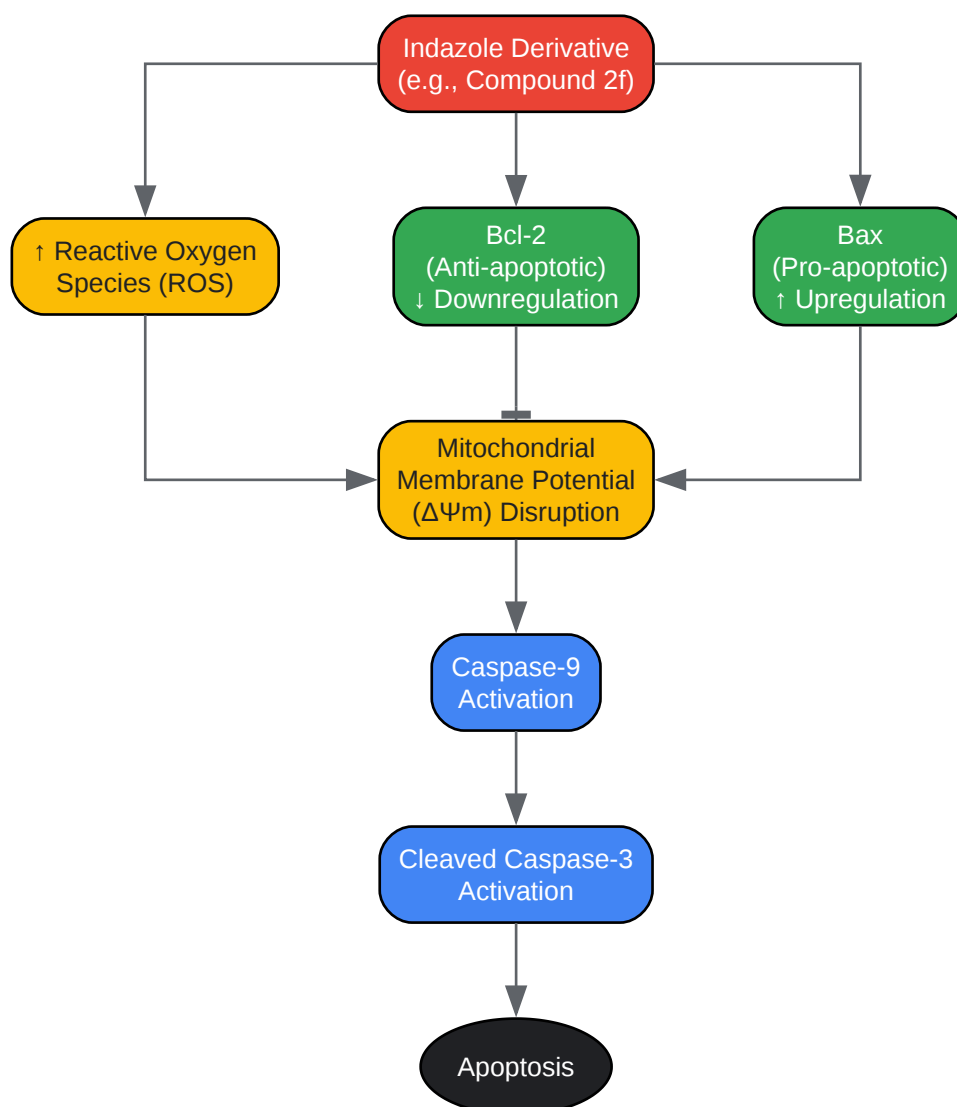 Indazole Derivative
(e.g., Compound 2f)
↑ Reactive Oxygen
Species (ROS)
Bcl-2
(Anti-apoptotic)
↓ Downregulation
Bax
(Pro-apoptotic)
↑ Upregulation
Mitochondrial
Membrane Potential
(ΔΨm) Disruption
Caspase-9
Activation
Cleaved Caspase-3
Activation
Apoptosis